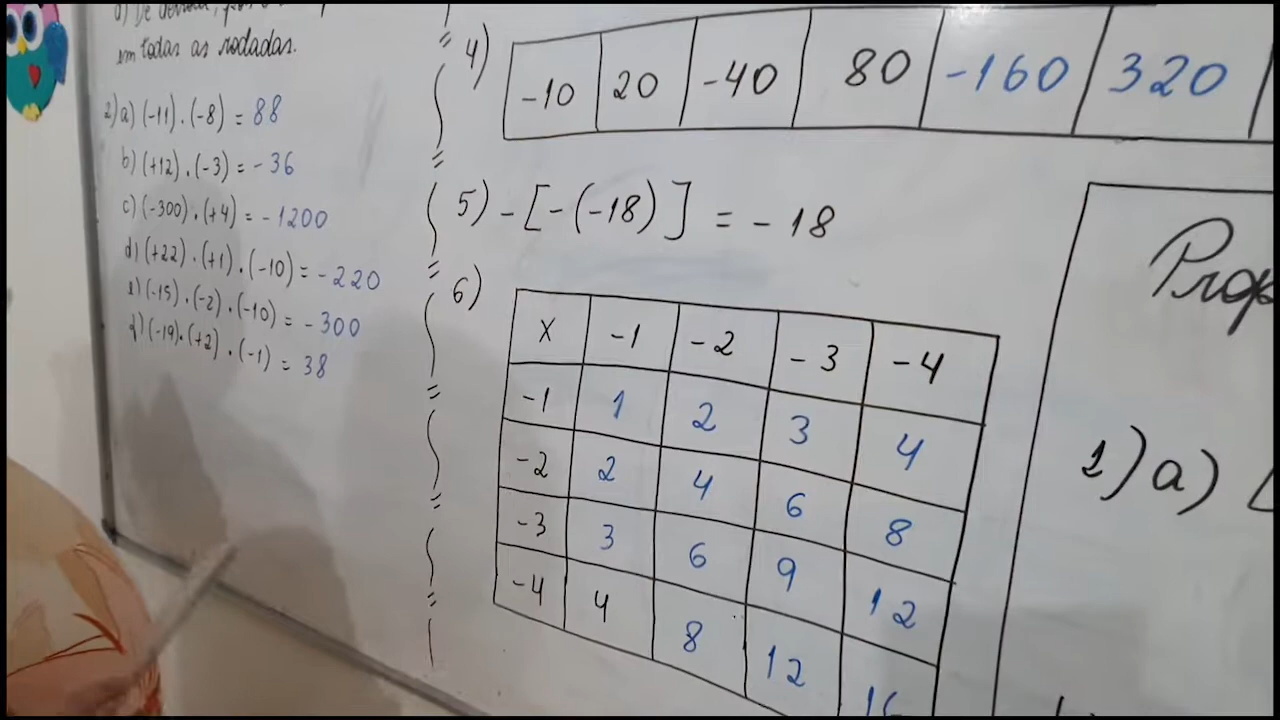 em todas as rodadas.
2) a) (-11) . (-8) = 88
b) (+12) . (-3) = -36
c) (-300) . (+4) = -1200
d) (+22) . (+1) . (-10) = -220
e) (-15) . (-2) . (-10) = -300
f) (-19) . (+2) . (-1) = 38
4) -10 20 -40 80 -160 320
5) - [- (-18)] = -18
6)
x -1 -2 -3 -4
-1 1 2 3 4
-2 2 4 6 8
-3 3 6 9 12
-4 4 8 12 16
Prop
1) a)